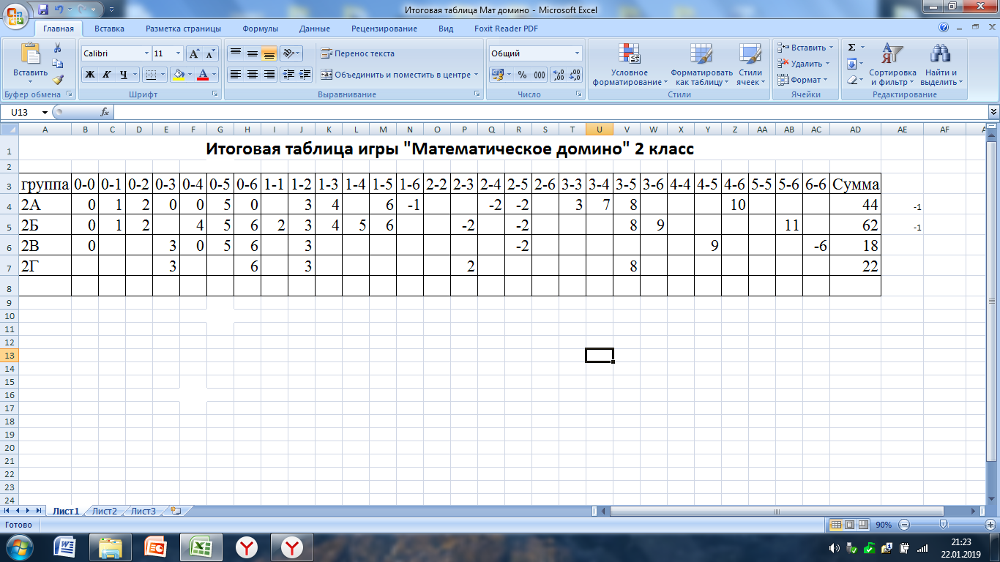 Итоговая таблица Мат домино - Microsoft Excel
Главная Вставка Разметка страницы Формулы Данные Рецензирование Вид Foxit Reader PDF
Вставить
Буфер обмена
Calibri 11
Ж К Ч
Шрифт
Перенос текста
Объединить и поместить в центре
Выравнивание
Общий
% 000
Число
Условное форматирование
Форматировать как таблицу
Стили ячеек
Стили
Вставить
Удалить
Формат
Ячейки
Σ
Сортировка и фильтр
Найти и выделить
Редактирование
U13 fx
A B C D E F G H I J K L M N O P Q R S T U V W X Y Z AA AB AC AD AE AF
1 Итоговая таблица игры "Математическое домино" 2 класс
2
3 группа 0-0 0-1 0-2 0-3 0-4 0-5 0-6 1-1 1-2 1-3 1-4 1-5 1-6 2-2 2-3 2-4 2-5 2-6 3-3 3-4 3-5 3-6 4-4 4-5 4-6 5-5 5-6 6-6 Сумма
4 2А 0 1 2 0 0 5 0 3 4 6 -1 -2 -2 3 7 8 10 44 -1
5 2Б 0 1 2 4 5 6 2 3 4 5 6 -2 -2 8 9 11 62 -1
6 2В 0 3 0 5 6 3 -2 9 -6 18
7 2Г 3 6 3 2 8 22
8
9
10
11
12
13
14
15
16
17
18
19
20
21
22
23
24
Лист1 Лист2 Лист3
Готово 90%
21:23
22.01.2019